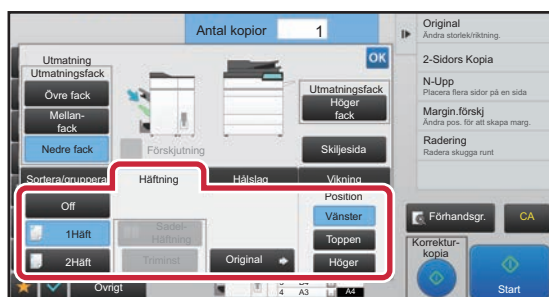 Antal kopior 1
Original
Ändra storlek/riktning.
2-Sidors Kopia
N-Upp
Placera flera sidor på en sida
Margin.förskj
Ändra pos. för att skapa marg.
Radering
Radera skugga runt
Förhandsgr.
CA
Korrektur-
kopia
Start
Utmatning
OK
Utmatningsfack
Övre fack
Mellan-
fack
Nedre fack
Förskjutning
Utmatningsfack
Höger
fack
Skiljesida
Sortera/gruppera
Häftning
Hålslag
Vikning
Off
1Häft
2Häft
Sadel-
Häftning
Triminst
Original
Position
Vänster
Toppen
Höger
Övrigt
4 A3
A4